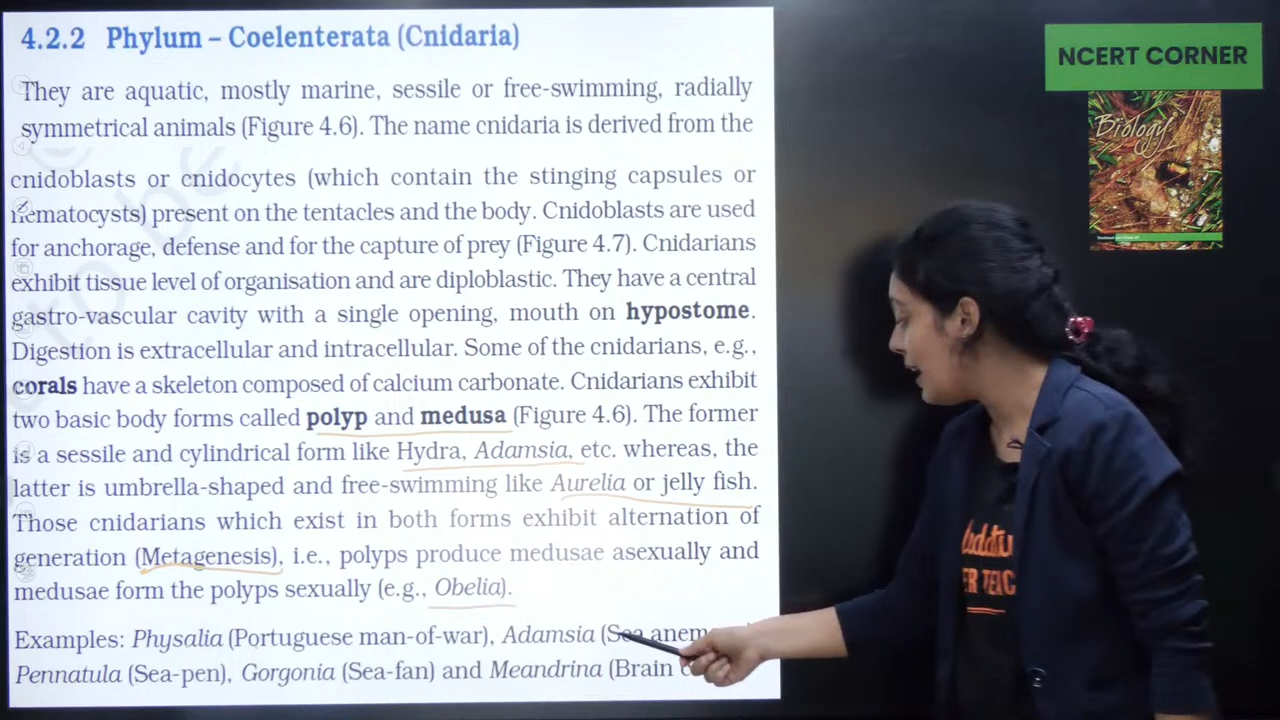 4.2.2 Phylum – Coelenterata (Cnidaria)
NCERT CORNER
They are aquatic, mostly marine, sessile or free-swimming, radially
symmetrical animals (Figure 4.6). The name cnidaria is derived from the
Biology
cnidoblasts or cnidocytes (which contain the stinging capsules or
nematocysts) present on the tentacles and the body. Cnidoblasts are used
for anchorage, defense and for the capture of prey (Figure 4.7). Cnidarians
exhibit tissue level of organisation and are diploblastic. They have a central
gastro-vascular cavity with a single opening, mouth on hypostome.
Digestion is extracellular and intracellular. Some of the cnidarians, e.g.,
corals have a skeleton composed of calcium carbonate. Cnidarians exhibit
two basic body forms called polyp and medusa (Figure 4.6). The former
is a sessile and cylindrical form like Hydra, Adamsia, etc. whereas, the
latter is umbrella-shaped and free-swimming like Aurelia or jelly fish.
Those cnidarians which exist in both forms exhibit alternation of
generation (Metagenesis), i.e., polyps produce medusae asexually and
medusae form the polyps sexually (e.g., Obelia).
Examples: Physalia (Portuguese man-of-war), Adamsia (Sea
Pennatula (Sea-pen), Gorgonia (Sea-fan) and Meandrina (Brain